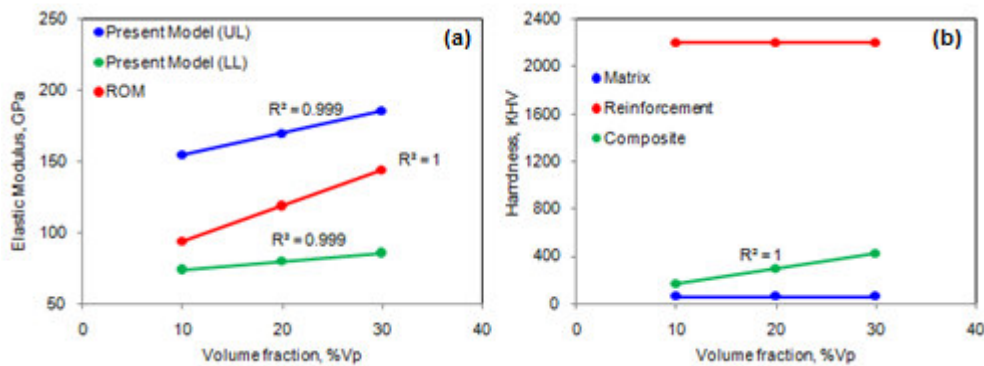 250
200
150
100
50
0
10
20
30
40
Elastic Modulus, GPa
Volume fraction, %Vp
Present Model (UL)
Present Model (LL)
ROM
(a)
R² = 0.999
R² = 1
R² = 0.999
2400
2000
1600
1200
800
400
0
0
10
20
30
40
Harrdness, KHV
Volume fraction, %Vp
(b)
Matrix
Reinforcement
Composite
R² = 1